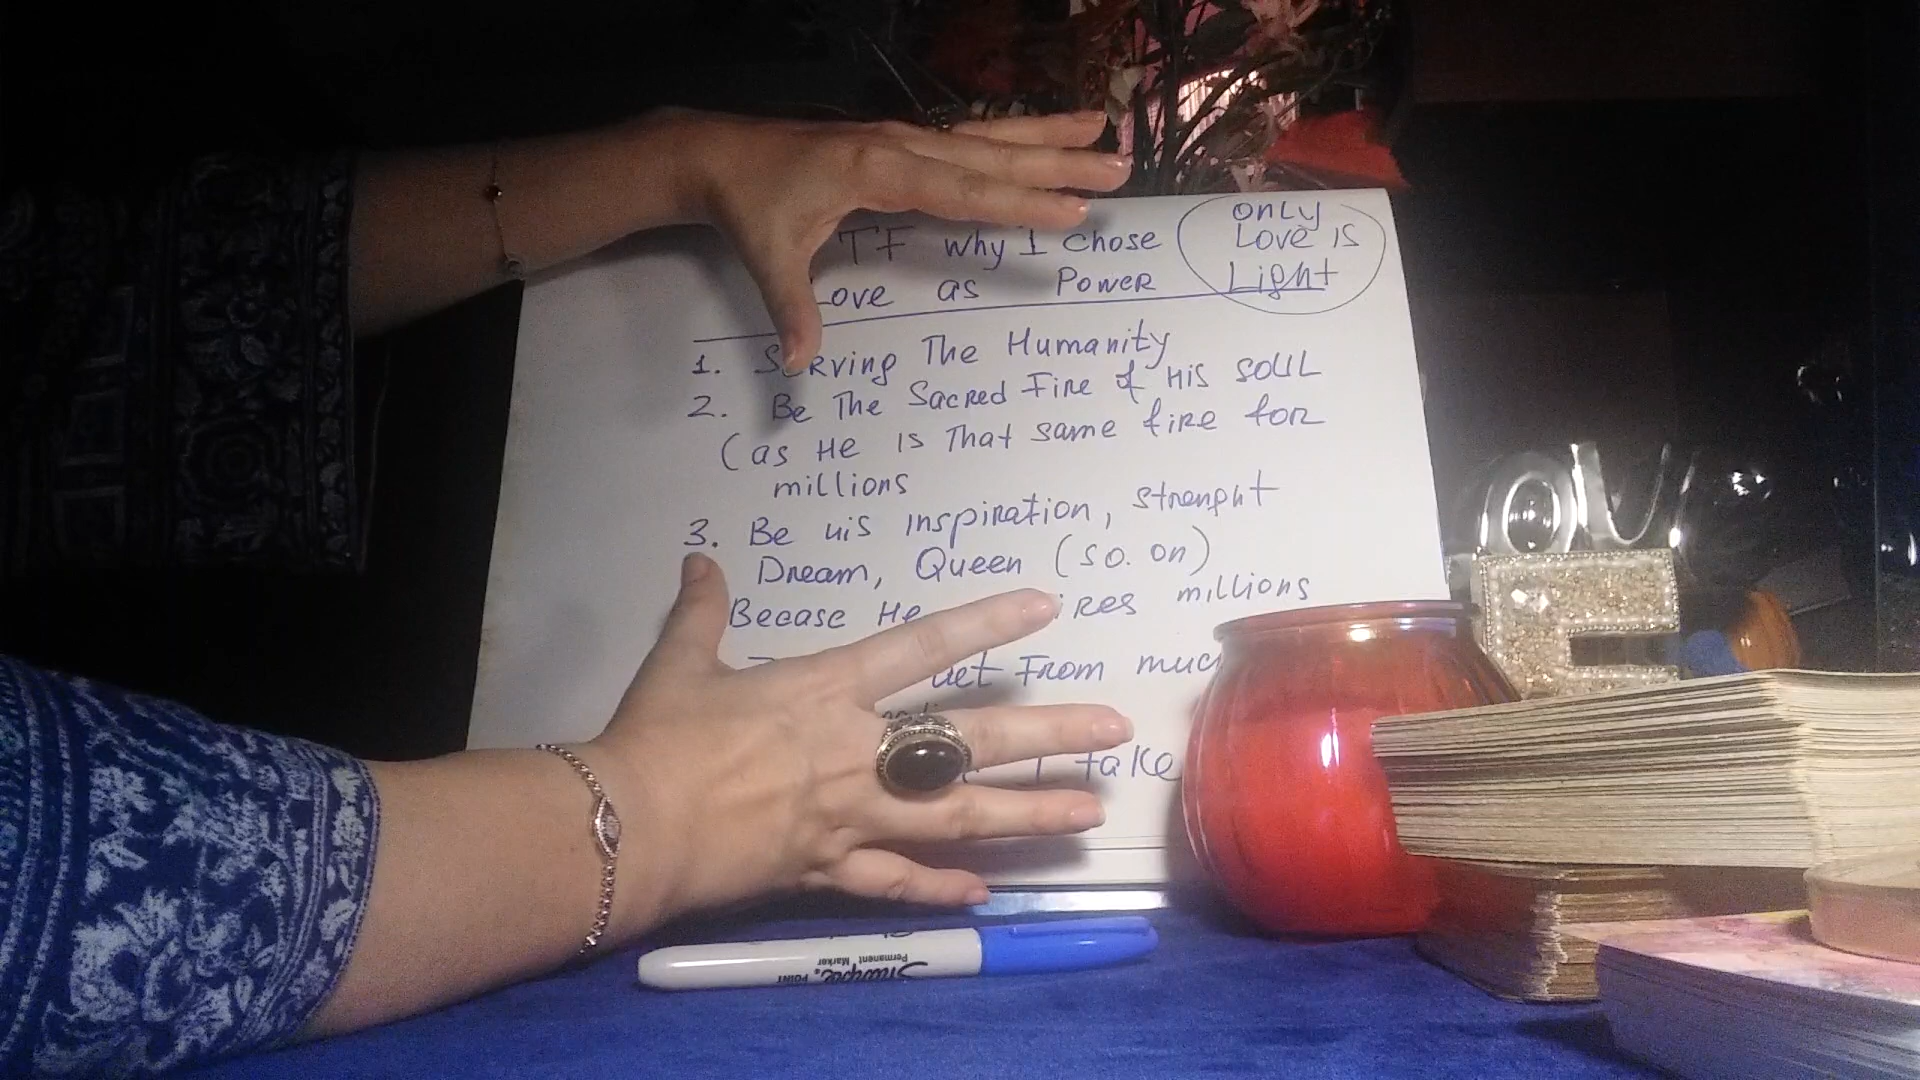 TF why I chose
Love as Power
only
Love is
Light
1. Serving The Humanity
2. Be The Sacred Fire of His soul
(as He is That same fire for
millions
3. Be his inspiration, strenght
Dream, Queen (so. on)
Becase He millions
From
I take
Sharpie
POINT
Permanent Marker
OVE